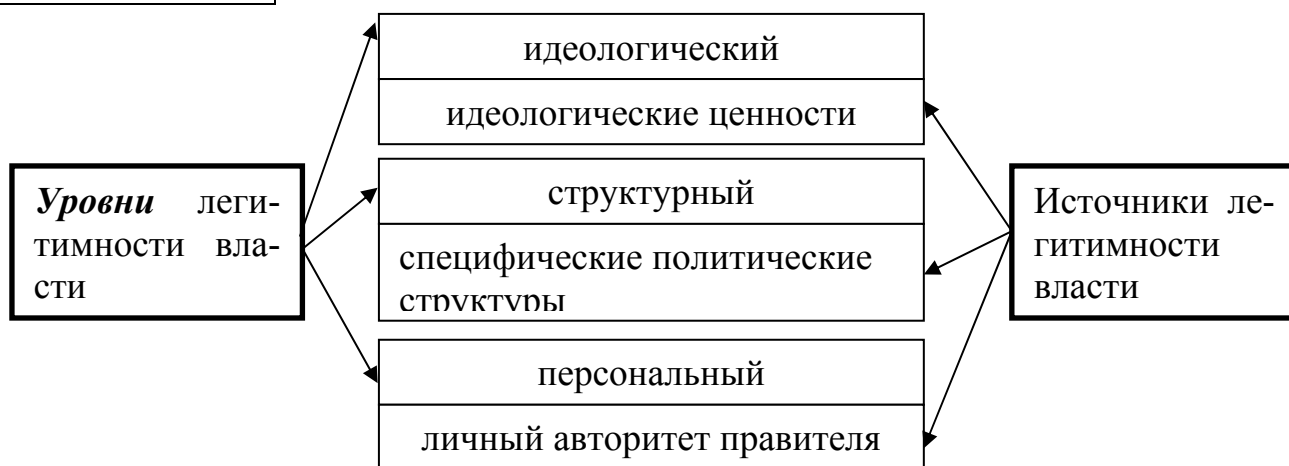 идеологический
идеологические ценности
Уровни леги-
тимности вла-
сти
структурный
специфические политические
структуры
персональный
личный авторитет правителя
Источники ле-
гитимности
власти